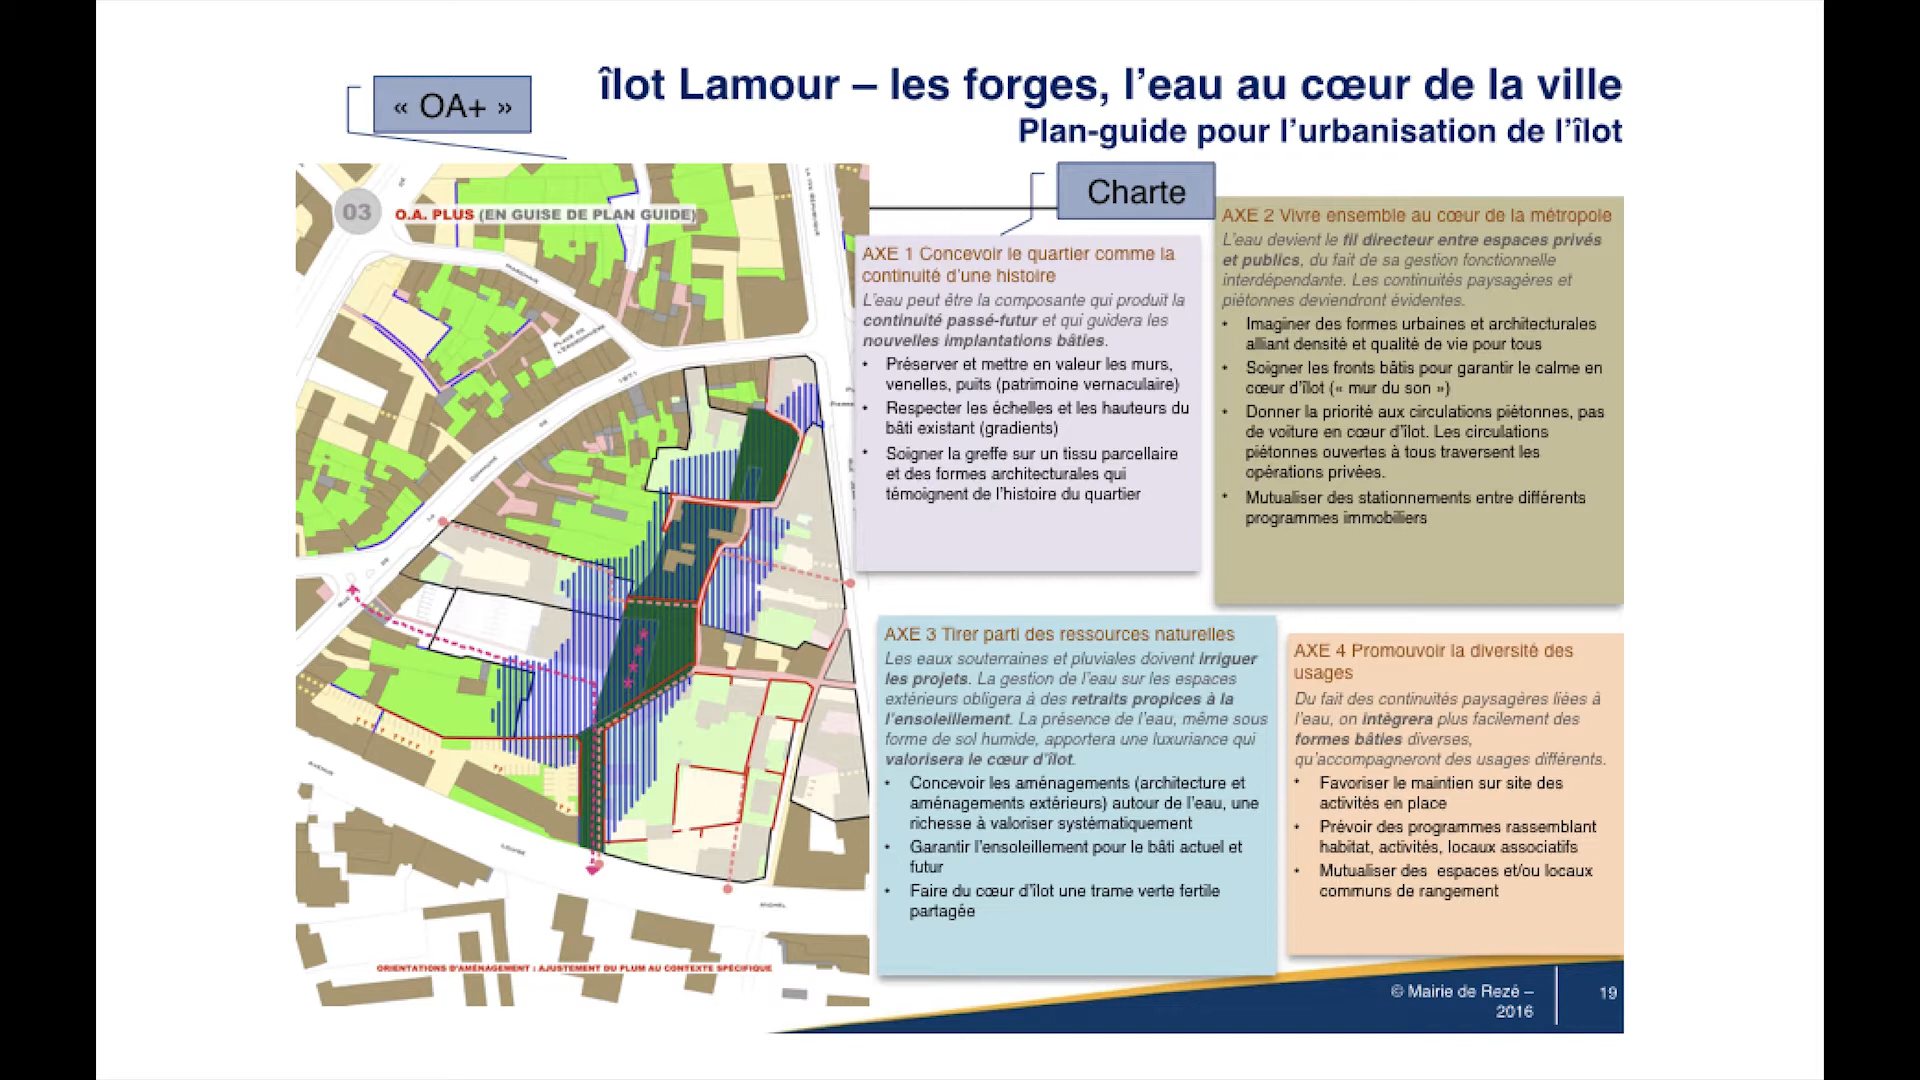 « OA+ »
îlot Lamour – les forges, l’eau au cœur de la ville
Plan-guide pour l’urbanisation de l’îlot
03
O.A. PLUS (EN GUISE DE PLAN GUIDE)
Charte
AXE 1 Concevoir le quartier comme la
continuité d’une histoire
L’eau peut être la composante qui produit la
continuité passé-futur et qui guidera les
nouvelles implantations bâties.
• Préserver et mettre en valeur les murs,
venelles, puits (patrimoine vernaculaire)
• Respecter les échelles et les hauteurs du
bâti existant (gradients)
• Soigner la greffe sur un tissu parcellaire
et des formes architecturales qui
témoignent de l’histoire du quartier
AXE 2 Vivre ensemble au cœur de la métropole
L’eau devient le fil directeur entre espaces privés
et publics, du fait de sa gestion fonctionnelle
interdépendante. Les continuités paysagères et
piétonnes deviendront évidentes.
• Imaginer des formes urbaines et architecturales
alliant densité et qualité de vie pour tous
• Soigner les fronts bâtis pour garantir le calme en
cœur d’îlot (« mur du son »)
• Donner la priorité aux circulations piétonnes, pas
de voiture en cœur d’îlot. Les circulations
piétonnes ouvertes à tous traversent les
opérations privées.
• Mutualiser des stationnements entre différents
programmes immobiliers
AXE 3 Tirer parti des ressources naturelles
Les eaux souterraines et pluviales doivent irriguer
les projets. La gestion de l’eau sur les espaces
extérieurs obligera à des retraits propices à la
l’ensoleillement. La présence de l’eau, même sous
forme de sol humide, apportera une luxuriance qui
valorisera le cœur d’îlot.
• Concevoir les aménagements (architecture et
aménagements extérieurs) autour de l’eau, une
richesse à valoriser systématiquement
• Garantir l’ensoleillement pour le bâti actuel et
futur
• Faire du cœur d’îlot une trame verte fertile
partagée
AXE 4 Promouvoir la diversité des
usages
Du fait des continuités paysagères liées à
l’eau, on intègrera plus facilement des
formes bâties diverses,
qu’accompagneront des usages différents.
• Favoriser le maintien sur site des
activités en place
• Prévoir des programmes rassemblant
habitat, activités, locaux associatifs
• Mutualiser des espaces et/ou locaux
communs de rangement
COMMUNE
DE
1871
RUE
DE
LA
AVENUE
LOUISE
MICHEL
ORIENTATIONS D’AMÉNAGEMENT : AJUSTEMENT DU PLUM AU CONTEXTE SPÉCIFIQUE
© Mairie de Rezé –
2016
19